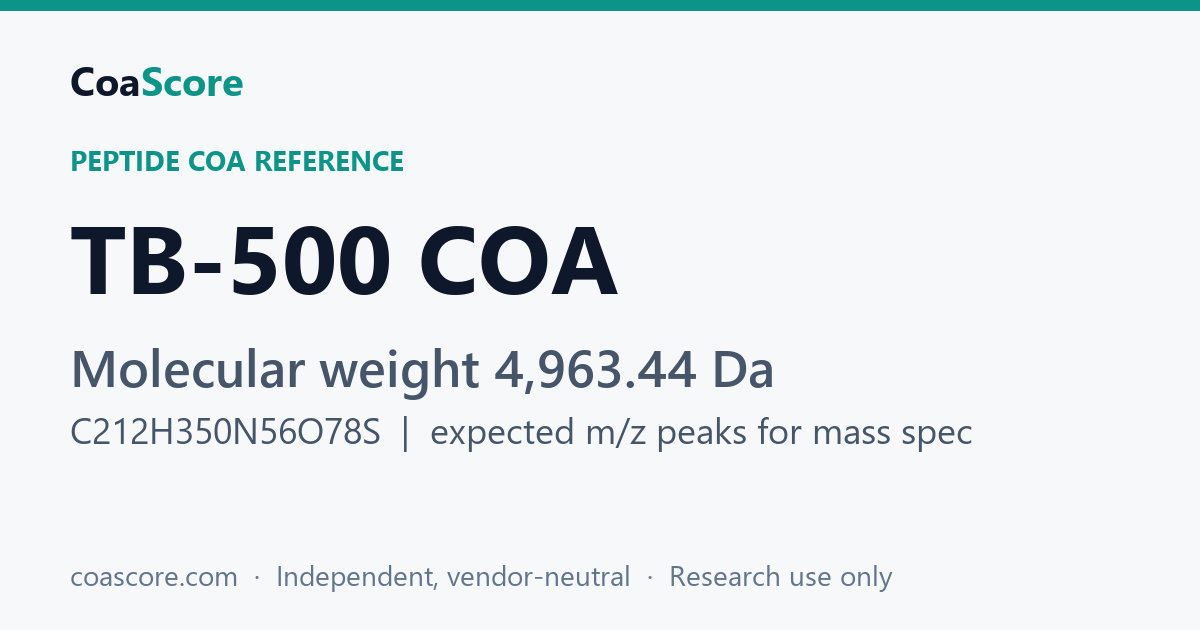 CoaScore
PEPTIDE COA REFERENCE
TB-500 COA
Molecular weight 4,963.44 Da
C212H350N56O78S | expected m/z peaks for mass spec
coascore.com · Independent, vendor-neutral · Research use only